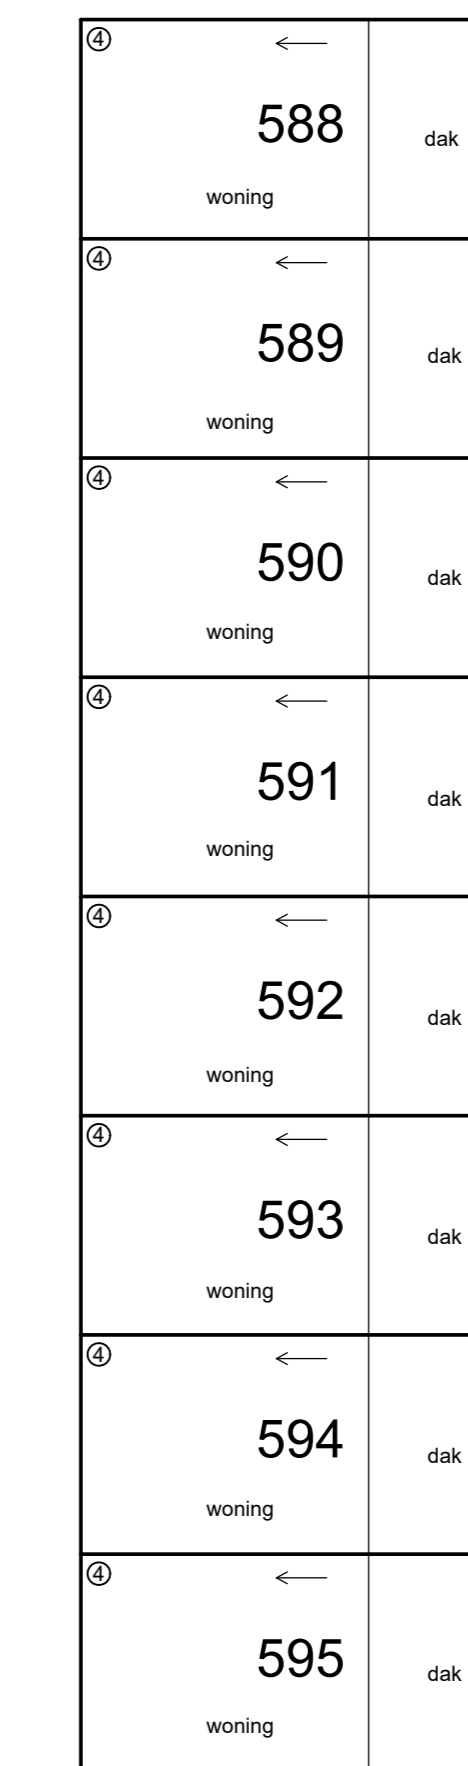 ④ ←
588
dak
woning
④ ←
589
dak
woning
④ ←
590
dak
woning
④ ←
591
dak
woning
④ ←
592
dak
woning
④ ←
593
dak
woning
④ ←
594
dak
woning
④ ←
595
dak
woning